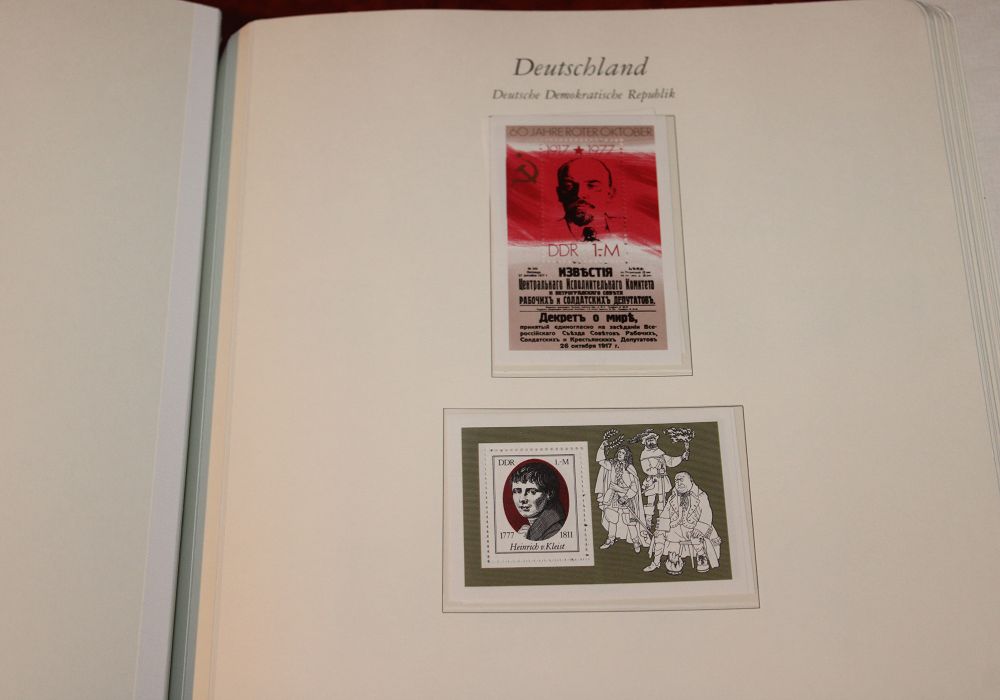 Deutschland
Deutsche Demokratische Republik
60 JAHRE ROTER OKTOBER
1917 ★ 1977
DDR 1,-M
ИЗВѢСТІЯ
Центральнаго Исполнительнаго Комитета
И ПЕТРОГРАДСКАГО СОВѢТА
РАБОЧИХЪ и СОЛДАТСКИХЪ ДЕПУТАТОВЪ.
Декретъ о мирѣ,
принятый единогласно на засѣданіи Все-
россійскаго Съѣзда Совѣтовъ Рабочихъ,
Солдатскихъ и Крестьянскихъ Депутатовъ
26 октября 1917 г.
DDR 1,-M
1777 1811
Heinrich v. Kleist